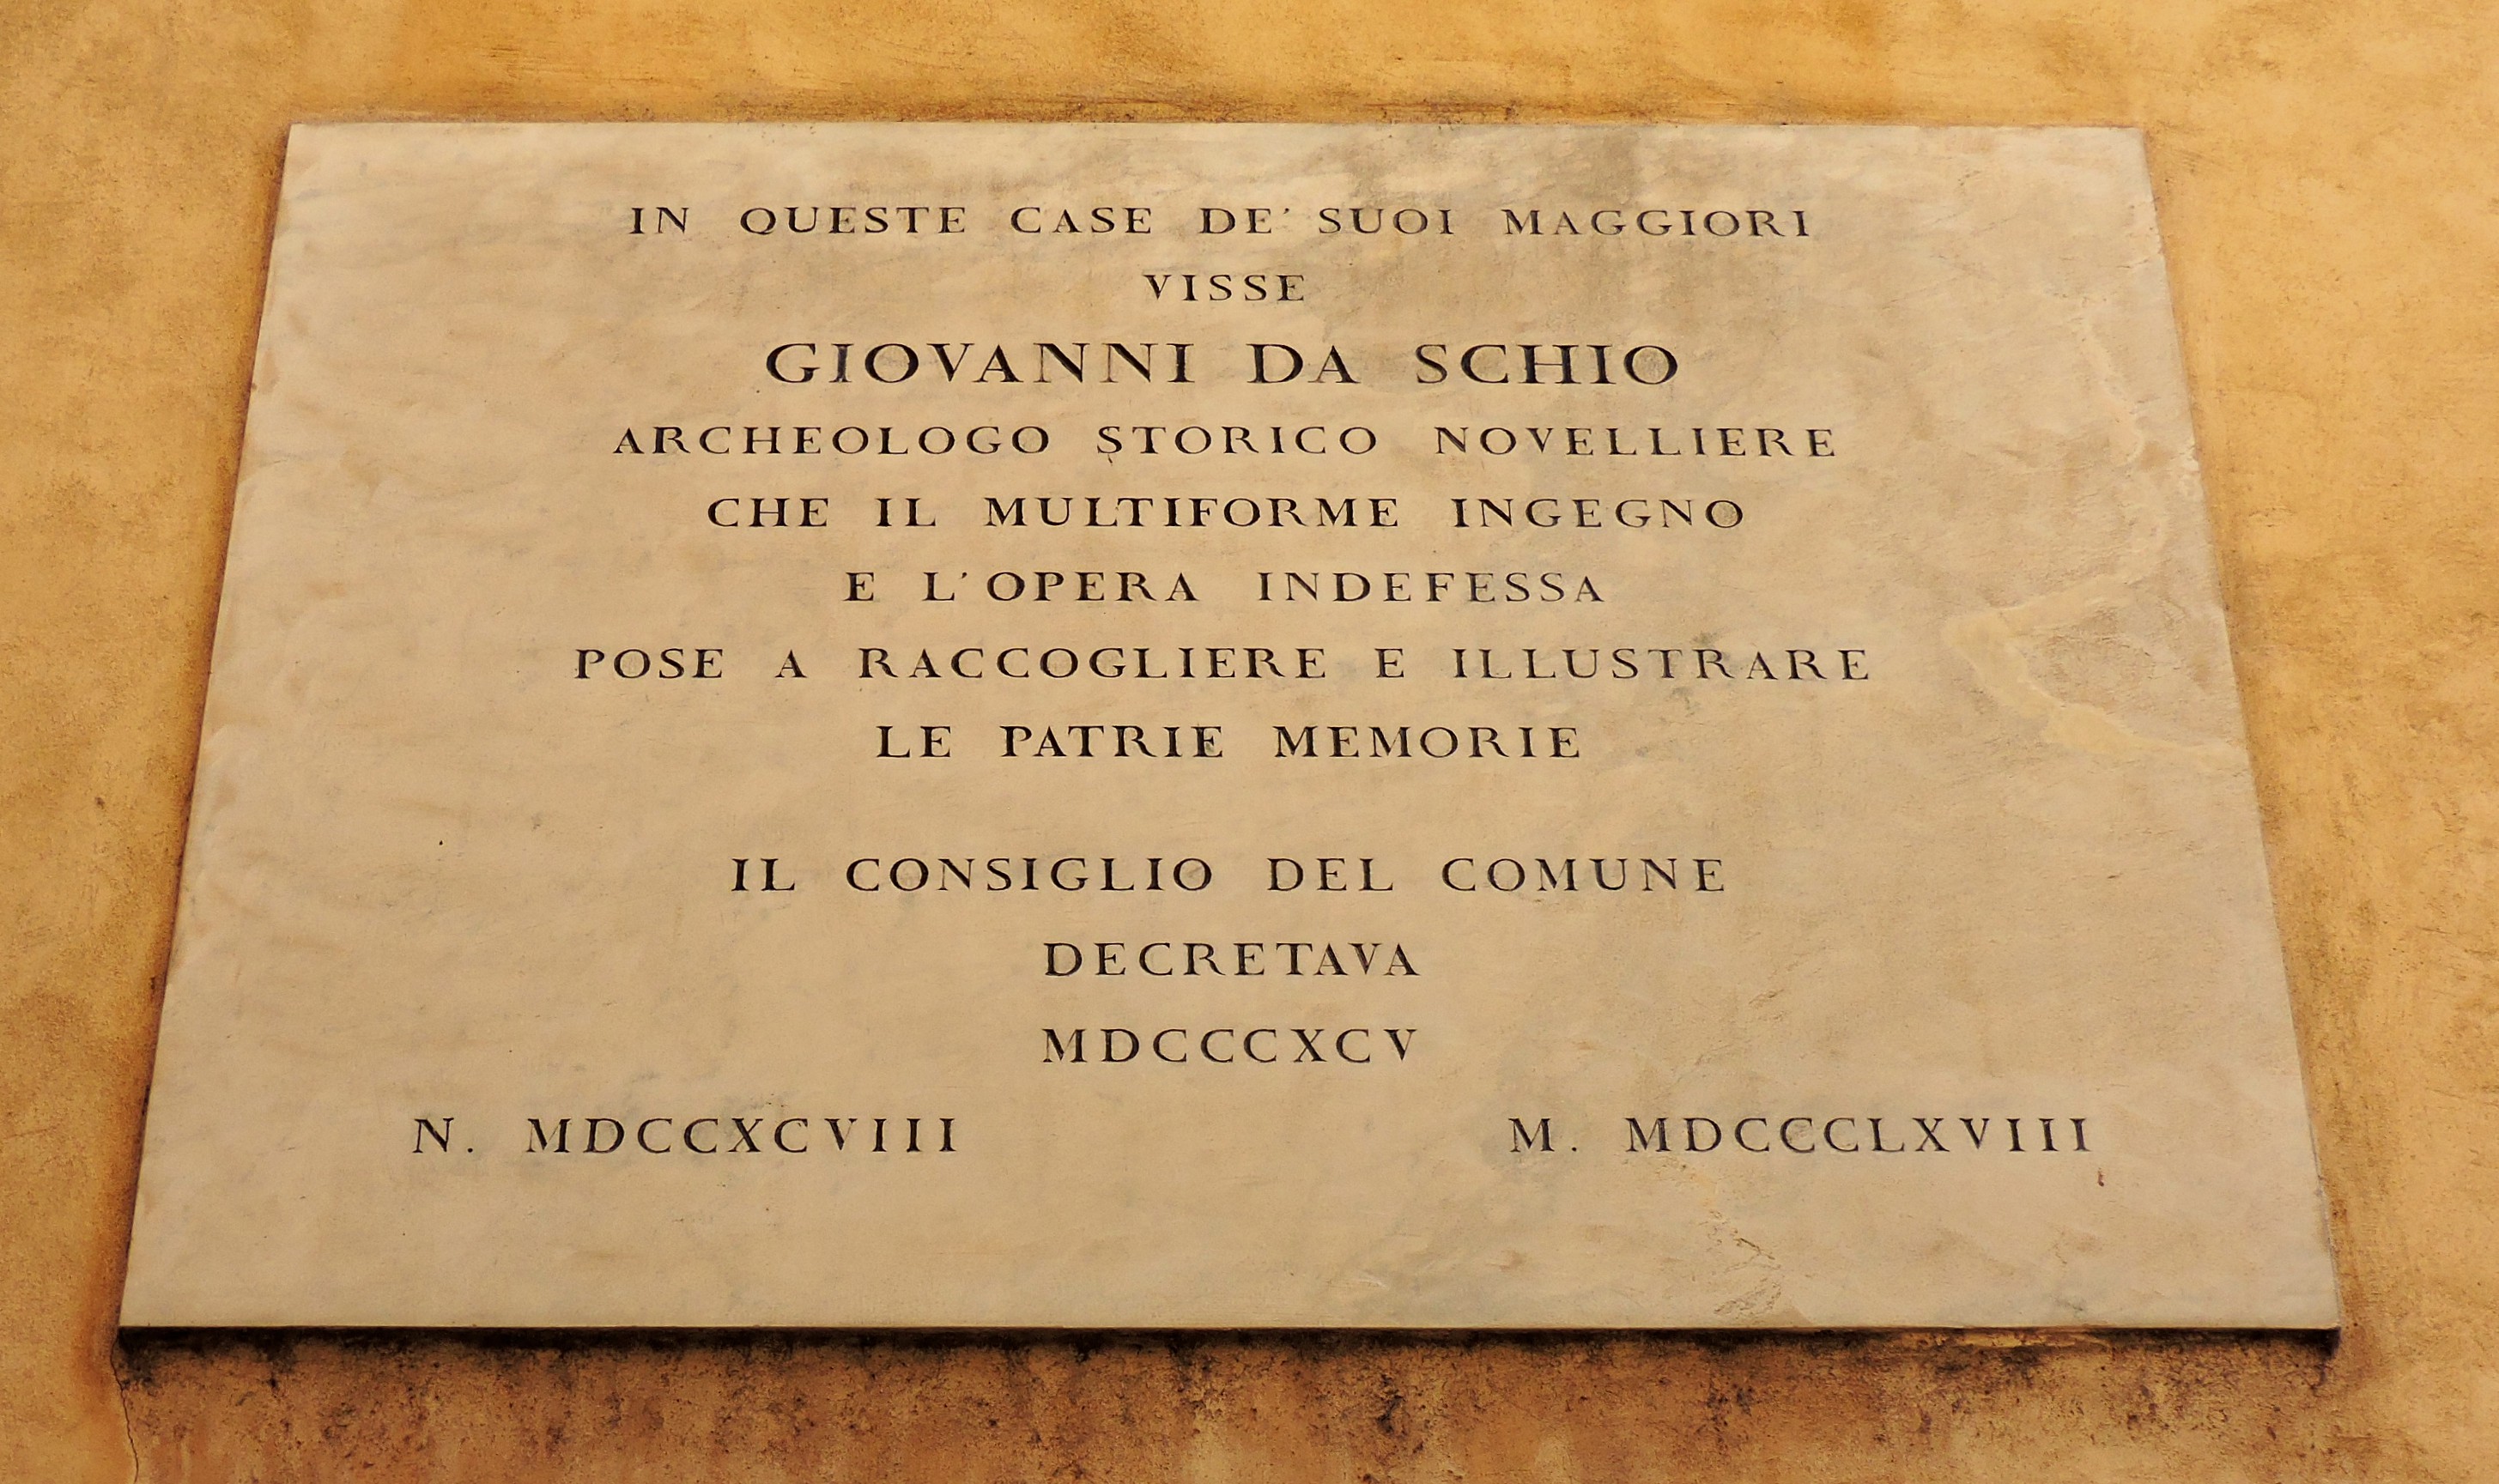 IN QUESTE CASE DE' SUOI MAGGIORI
VISSE
GIOVANNI DA SCHIO
ARCHEOLOGO STORICO NOVELLIERE
CHE IL MULTIFORME INGEGNO
E L'OPERA INDEFESSA
POSE A RACCOGLIERE E ILLUSTRARE
LE PATRIE MEMORIE
IL CONSIGLIO DEL COMUNE
DECRETAVA
MDCCCXCV
N. MDCCXCVIII M. MDCCCLXVIII